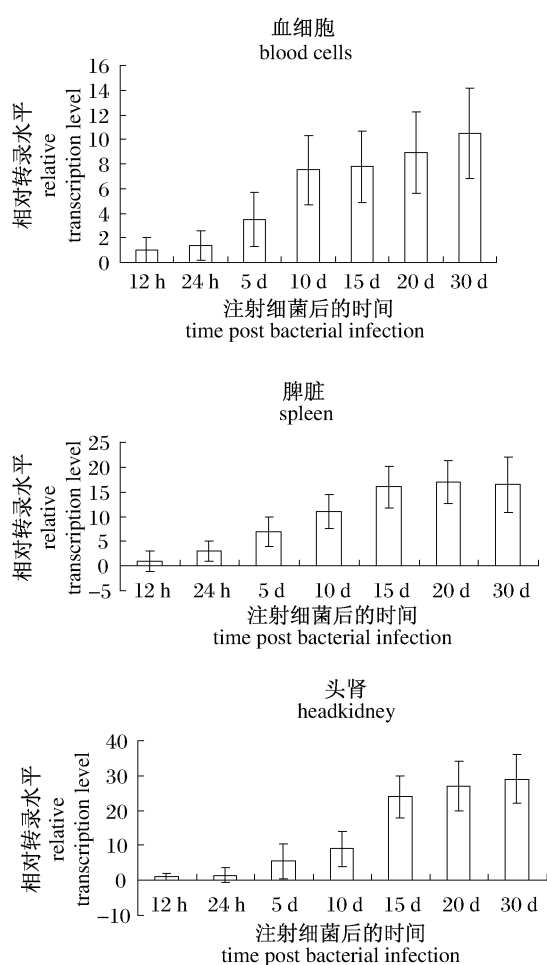 血细胞
blood cells
相对转录水平
relative
transcription level
16
14
12
10
8
6
4
2
0
12 h 24 h 5 d 10 d 15 d 20 d 30 d
注射细菌后的时间
time post bacterial infection
脾脏
spleen
相对转录水平
relative
transcription level
25
20
15
10
5
0
−5
12 h 24 h 5 d 10 d 15 d 20 d 30 d
注射细菌后的时间
time post bacterial infection
头肾
headkidney
相对转录水平
relative
transcription level
40
30
20
10
0
−10
12 h 24 h 5 d 10 d 15 d 20 d 30 d
注射细菌后的时间
time post bacterial infection